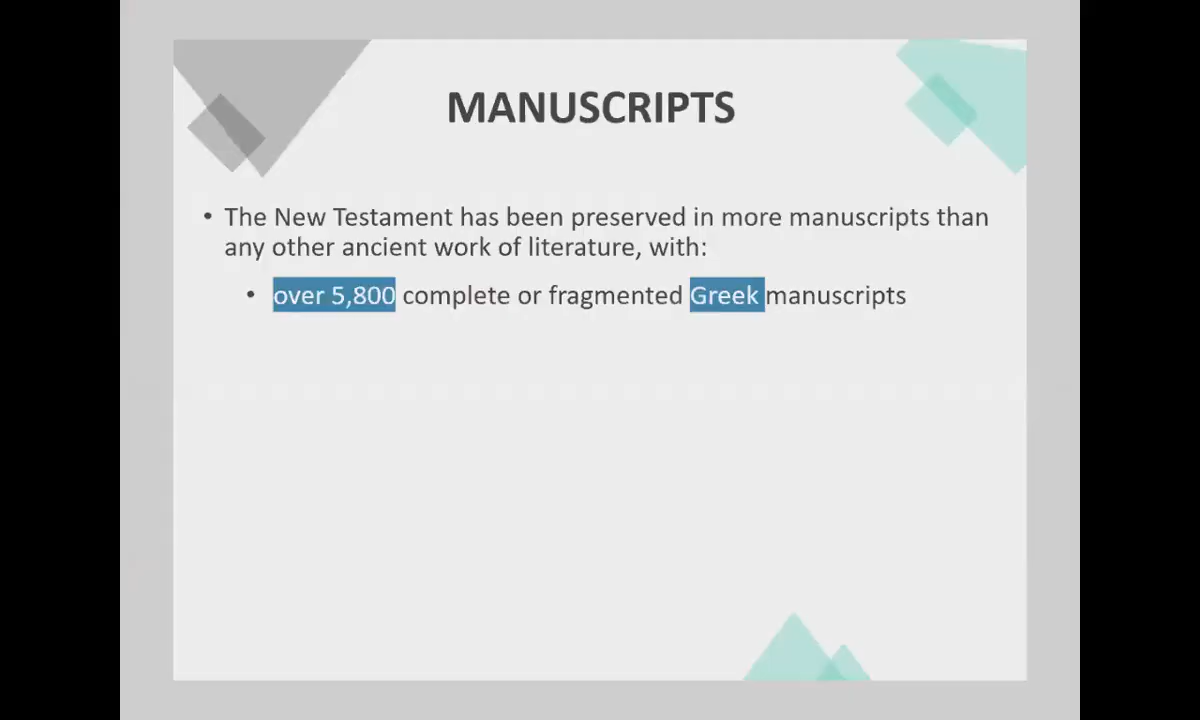 MANUSCRIPTS
• The New Testament has been preserved in more manuscripts than
any other ancient work of literature, with:
• over 5,800 complete or fragmented Greek manuscripts